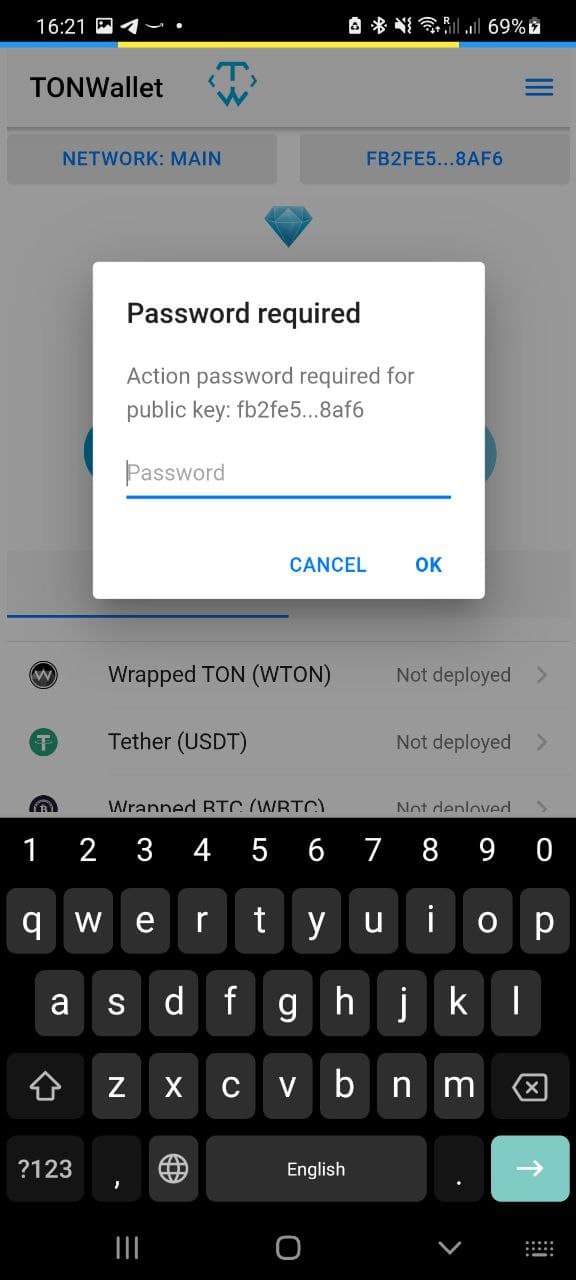 16:21
69%
TONWallet
NETWORK: MAIN
FB2FE5...8AF6
Password required
Action password required for
public key: fb2fe5...8af6
Password
CANCEL OK
Wrapped TON (WTON) Not deployed
Tether (USDT) Not deployed
Wrapped BTC (WBTC) Not deployed
1 2 3 4 5 6 7 8 9 0
q w e r t y u i o p
a s d f g h j k l
z x c v b n m
?123 , English .